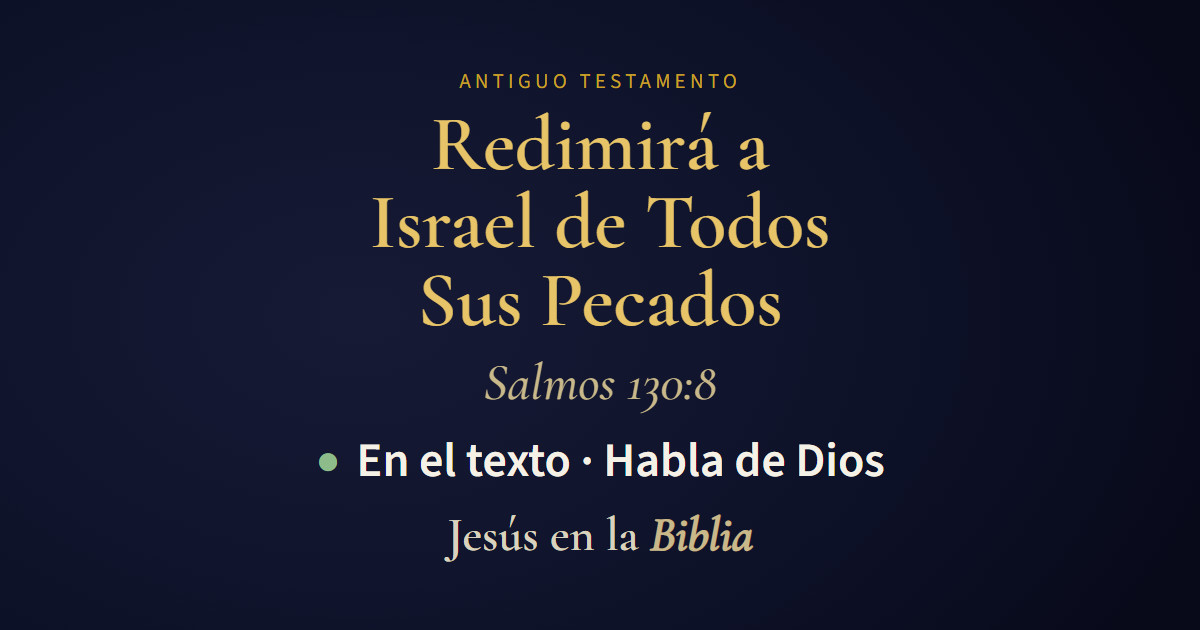 ANTIGUO TESTAMENTO
Redimirá a
Israel de Todos
Sus Pecados
Salmos 130:8
En el texto · Habla de Dios
Jesús en la Biblia